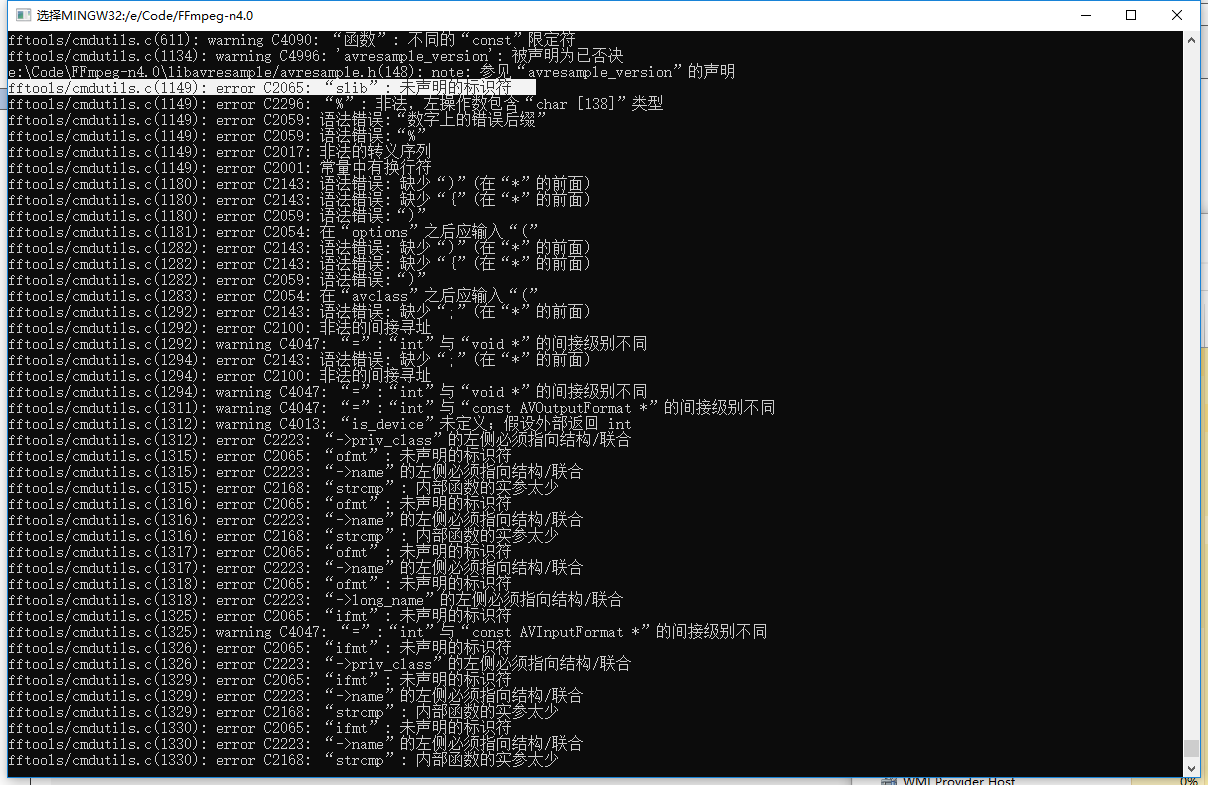 选择MINGW32:/e/Code/FFmpeg-n4.0
fftools/cmdutils.c(611): warning C4090: “函数”: 不同的“const”限定符
fftools/cmdutils.c(1134): warning C4996: 'avresample_version': 被声明为已否决
e:\Code\FFmpeg-n4.0\libavresample/avresample.h(148): note: 参见“avresample_version”的声明
fftools/cmdutils.c(1149): error C2065: “slib”: 未声明的标识符
fftools/cmdutils.c(1149): error C2296: “%”: 非法，左操作数包含“char [138]”类型
fftools/cmdutils.c(1149): error C2059: 语法错误:“数字上的错误后缀”
fftools/cmdutils.c(1149): error C2059: 语法错误:“%”
fftools/cmdutils.c(1149): error C2017: 非法的转义序列
fftools/cmdutils.c(1149): error C2001: 常量中有换行符
fftools/cmdutils.c(1180): error C2143: 语法错误: 缺少“)”(在“*”的前面)
fftools/cmdutils.c(1180): error C2143: 语法错误: 缺少“{”(在“*”的前面)
fftools/cmdutils.c(1180): error C2059: 语法错误:“)”
fftools/cmdutils.c(1181): error C2054: 在“options”之后应输入“(”
fftools/cmdutils.c(1282): error C2143: 语法错误: 缺少“)”(在“*”的前面)
fftools/cmdutils.c(1282): error C2143: 语法错误: 缺少“{”(在“*”的前面)
fftools/cmdutils.c(1282): error C2059: 语法错误:“)”
fftools/cmdutils.c(1283): error C2054: 在“avclass”之后应输入“(”
fftools/cmdutils.c(1292): error C2143: 语法错误: 缺少“;”(在“*”的前面)
fftools/cmdutils.c(1292): error C2100: 非法的间接寻址
fftools/cmdutils.c(1292): warning C4047: “=”:“int”与“void *”的间接级别不同
fftools/cmdutils.c(1294): error C2143: 语法错误: 缺少“;”(在“*”的前面)
fftools/cmdutils.c(1294): error C2100: 非法的间接寻址
fftools/cmdutils.c(1294): warning C4047: “=”:“int”与“void *”的间接级别不同
fftools/cmdutils.c(1311): warning C4047: “=”:“int”与“const AVOutputFormat *”的间接级别不同
fftools/cmdutils.c(1312): warning C4013: “is_device”未定义；假设外部返回 int
fftools/cmdutils.c(1312): error C2223: “->priv_class”的左侧必须指向结构/联合
fftools/cmdutils.c(1315): error C2065: “ofmt”: 未声明的标识符
fftools/cmdutils.c(1315): error C2223: “->name”的左侧必须指向结构/联合
fftools/cmdutils.c(1315): error C2168: “strcmp”: 内部函数的实参太少
fftools/cmdutils.c(1316): error C2065: “ofmt”: 未声明的标识符
fftools/cmdutils.c(1316): error C2223: “->name”的左侧必须指向结构/联合
fftools/cmdutils.c(1316): error C2168: “strcmp”: 内部函数的实参太少
fftools/cmdutils.c(1317): error C2065: “ofmt”: 未声明的标识符
fftools/cmdutils.c(1317): error C2223: “->name”的左侧必须指向结构/联合
fftools/cmdutils.c(1318): error C2065: “ofmt”: 未声明的标识符
fftools/cmdutils.c(1318): error C2223: “->long_name”的左侧必须指向结构/联合
fftools/cmdutils.c(1325): error C2065: “ifmt”: 未声明的标识符
fftools/cmdutils.c(1325): warning C4047: “=”:“int”与“const AVInputFormat *”的间接级别不同
fftools/cmdutils.c(1326): error C2065: “ifmt”: 未声明的标识符
fftools/cmdutils.c(1326): error C2223: “->priv_class”的左侧必须指向结构/联合
fftools/cmdutils.c(1329): error C2065: “ifmt”: 未声明的标识符
fftools/cmdutils.c(1329): error C2223: “->name”的左侧必须指向结构/联合
fftools/cmdutils.c(1329): error C2168: “strcmp”: 内部函数的实参太少
fftools/cmdutils.c(1330): error C2065: “ifmt”: 未声明的标识符
fftools/cmdutils.c(1330): error C2223: “->name”的左侧必须指向结构/联合
fftools/cmdutils.c(1330): error C2168: “strcmp”: 内部函数的实参太少
WMI Provider Host 0%